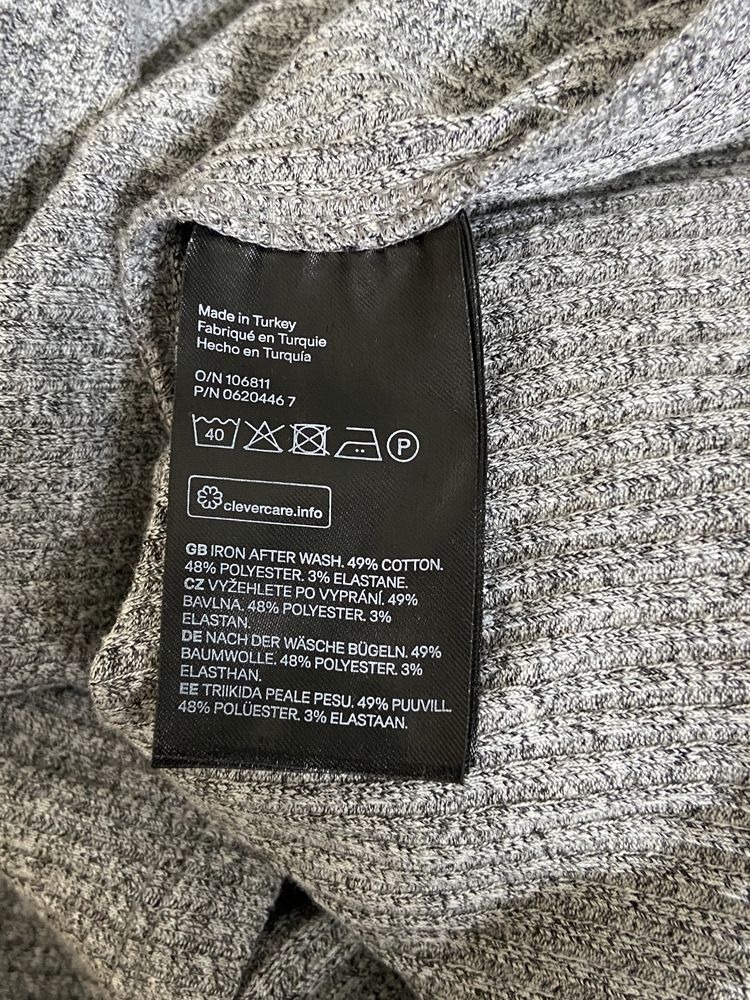 Made in Turkey
Fabriqué en Turquie
Hecho en Turquía
O/N 106811
P/N 0620446 7
40 P
clevercare.info
GB IRON AFTER WASH. 49% COTTON.
48% POLYESTER. 3% ELASTANE.
CZ VYŽEHLETE PO VYPRÁNÍ. 49%
BAVLNA. 48% POLYESTER. 3%
ELASTAN.
DE NACH DER WÄSCHE BÜGELN. 49%
BAUMWOLLE. 48% POLYESTER. 3%
ELASTHAN.
EE TRIIKIDA PEALE PESU. 49% PUUVILL.
48% POLÜESTER. 3% ELASTAAN.